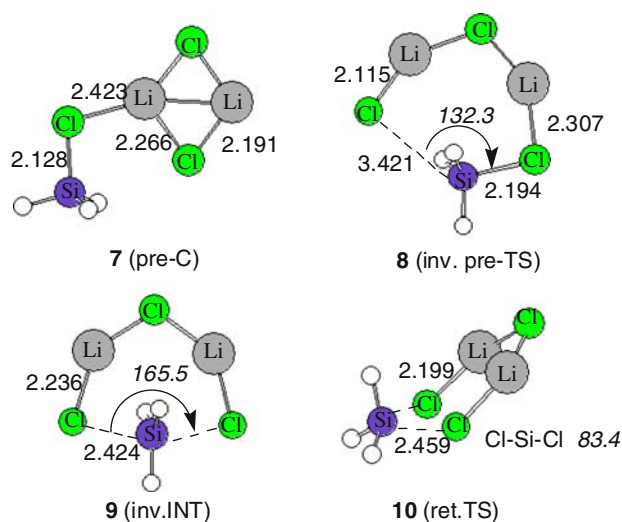 Cl
2.423
Li
Li
Cl
2.266
2.191
2.128
Cl
Si
7 (pre-C)
Cl
Li
2.115
Li
Cl
132.3
2.307
3.421
Cl
Si
2.194
8 (inv. pre-TS)
Cl
Li
Li
2.236
165.5
Cl
Si
Cl
2.424
9 (inv.INT)
Cl
Li
2.199
Li
Cl
Si
Cl
2.459
Cl-Si-Cl 83.4
10 (ret.TS)